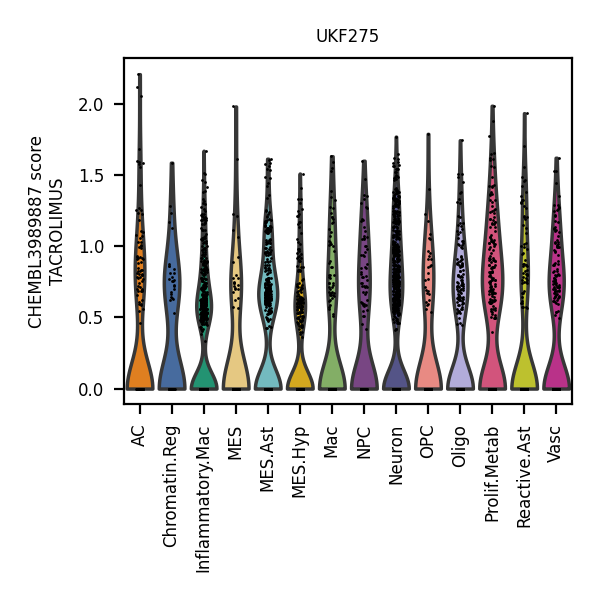 UKF275
CHEMBL3989887 score
TACROLIMUS
2.0
1.5
1.0
0.5
0.0
AC
Chromatin.Reg
Inflammatory.Mac
MES
MES.Ast
MES.Hyp
Mac
NPC
Neuron
OPC
Oligo
Prolif.Metab
Reactive.Ast
Vasc